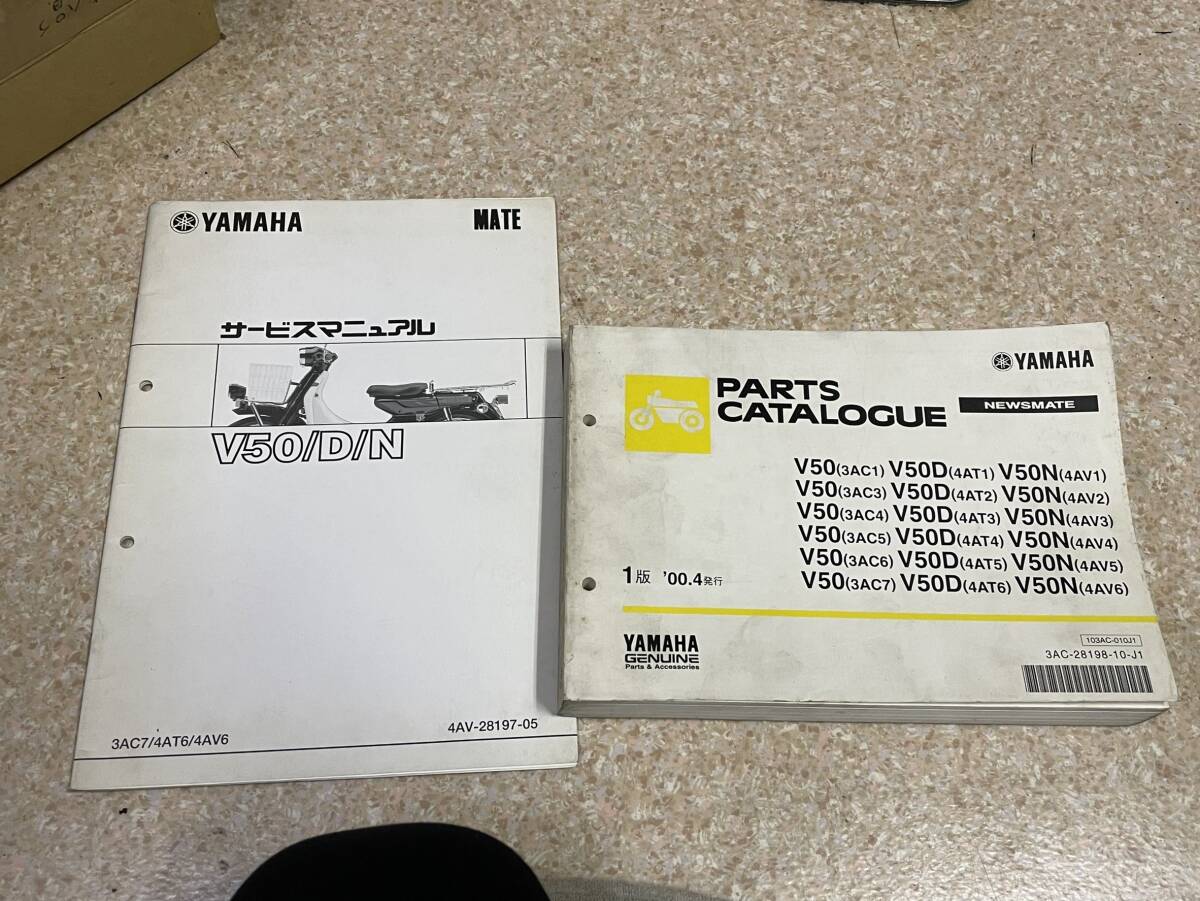 YAMAHA MATE
サービスマニュアル
V50/D/N
4AV-28197-05
3AC7/4AT6/4AV6
YAMAHA
PARTS
CATALOGUE
NEWSMATE
V50(3AC1) V50D(4AT1) V50N(4AV1)
V50(3AC3) V50D(4AT2) V50N(4AV2)
V50(3AC4) V50D(4AT3) V50N(4AV3)
V50(3AC5) V50D(4AT4) V50N(4AV4)
V50(3AC6) V50D(4AT5) V50N(4AV5)
V50(3AC7) V50D(4AT6) V50N(4AV6)
1版 '00.4発行
YAMAHA
GENUINE
Parts & Accessories
103AC-010J1
3AC-28198-10-J1